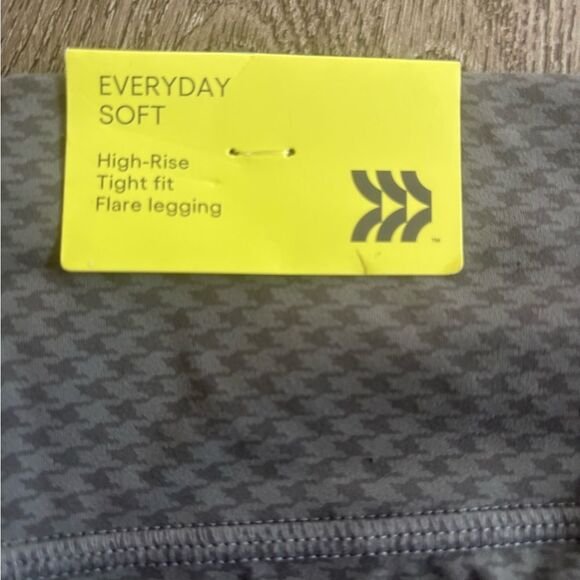 EVERYDAY
SOFT
High-Rise
Tight fit
Flare legging
™